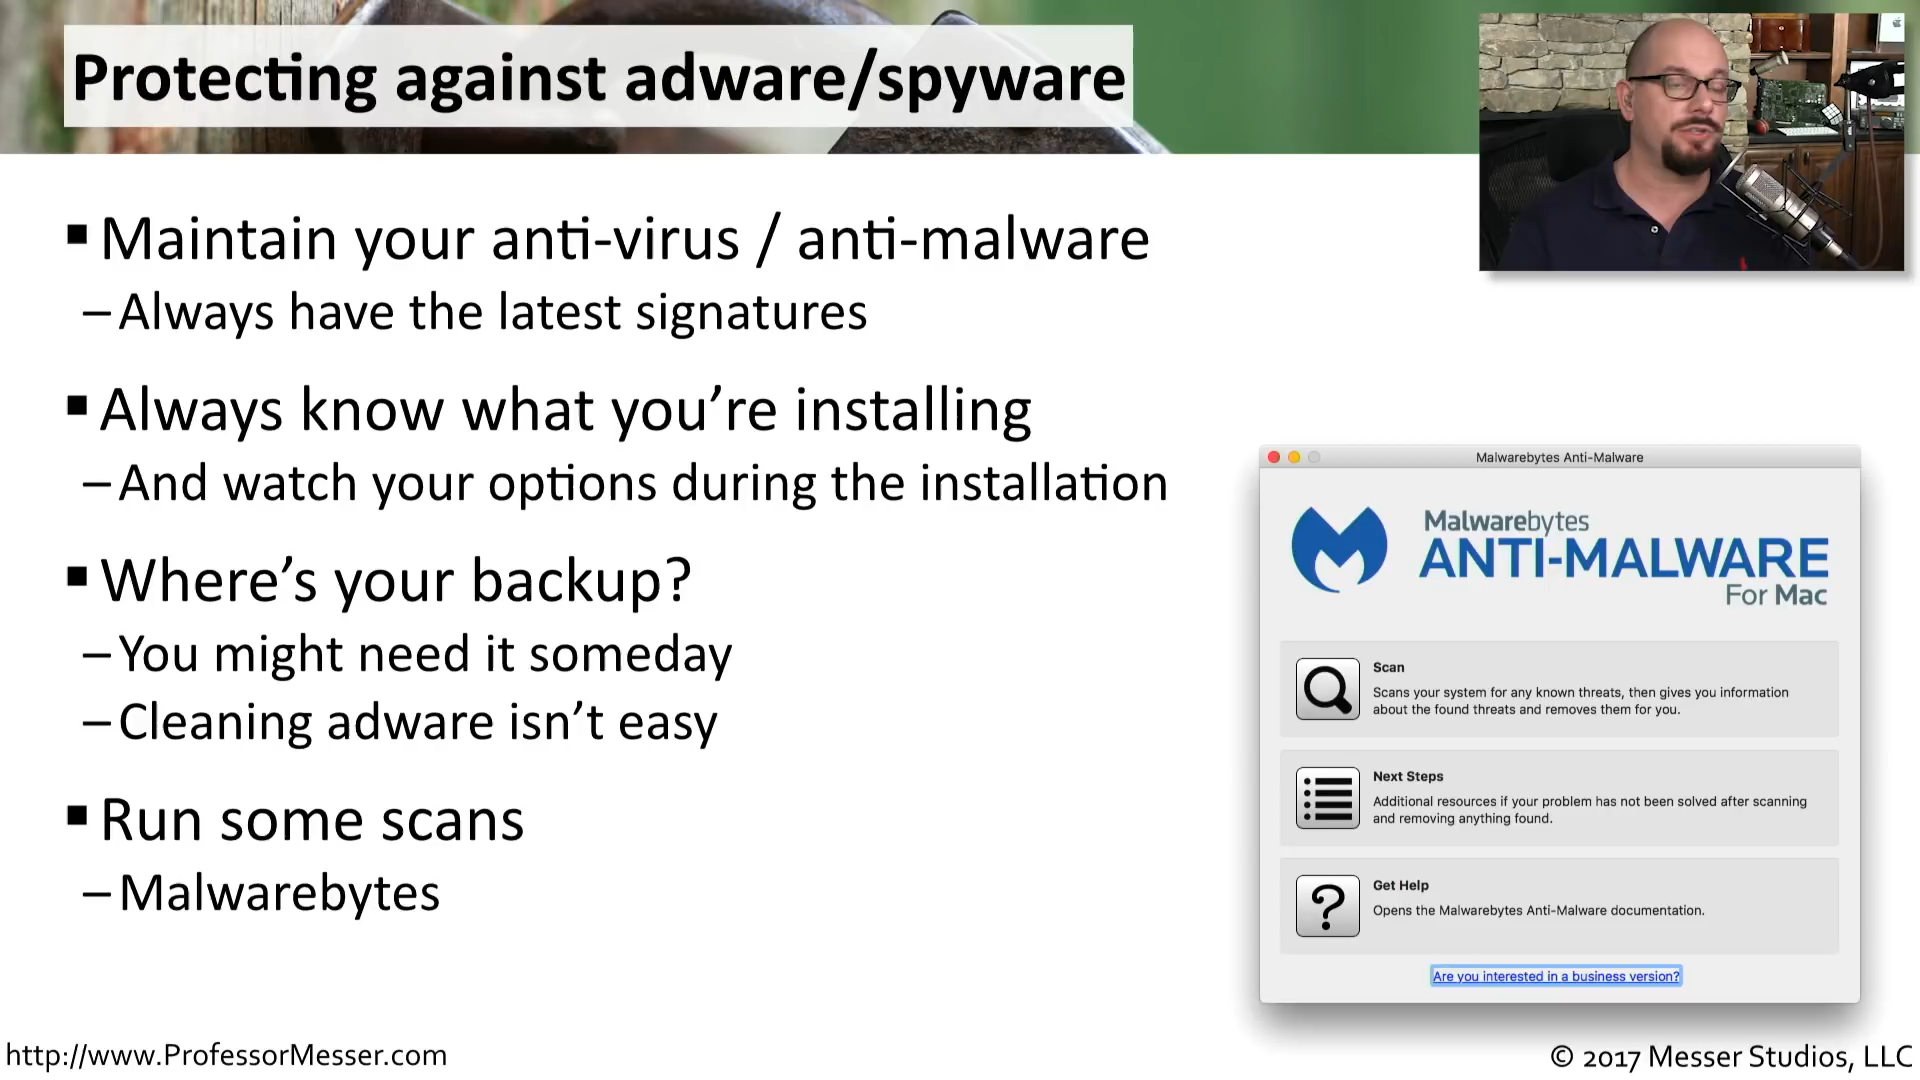 Protecting against adware/spyware
▪ Maintain your anti-virus / anti-malware
– Always have the latest signatures
▪ Always know what you’re installing
– And watch your options during the installation
▪ Where’s your backup?
– You might need it someday
– Cleaning adware isn’t easy
▪ Run some scans
– Malwarebytes
Malwarebytes Anti-Malware
Malwarebytes
ANTI-MALWARE
For Mac
Scan
Scans your system for any known threats, then gives you information
about the found threats and removes them for you.
Next Steps
Additional resources if your problem has not been solved after scanning
and removing anything found.
Get Help
Opens the Malwarebytes Anti-Malware documentation.
Are you interested in a business version?
http://www.ProfessorMesser.com
© 2017 Messer Studios, LLC